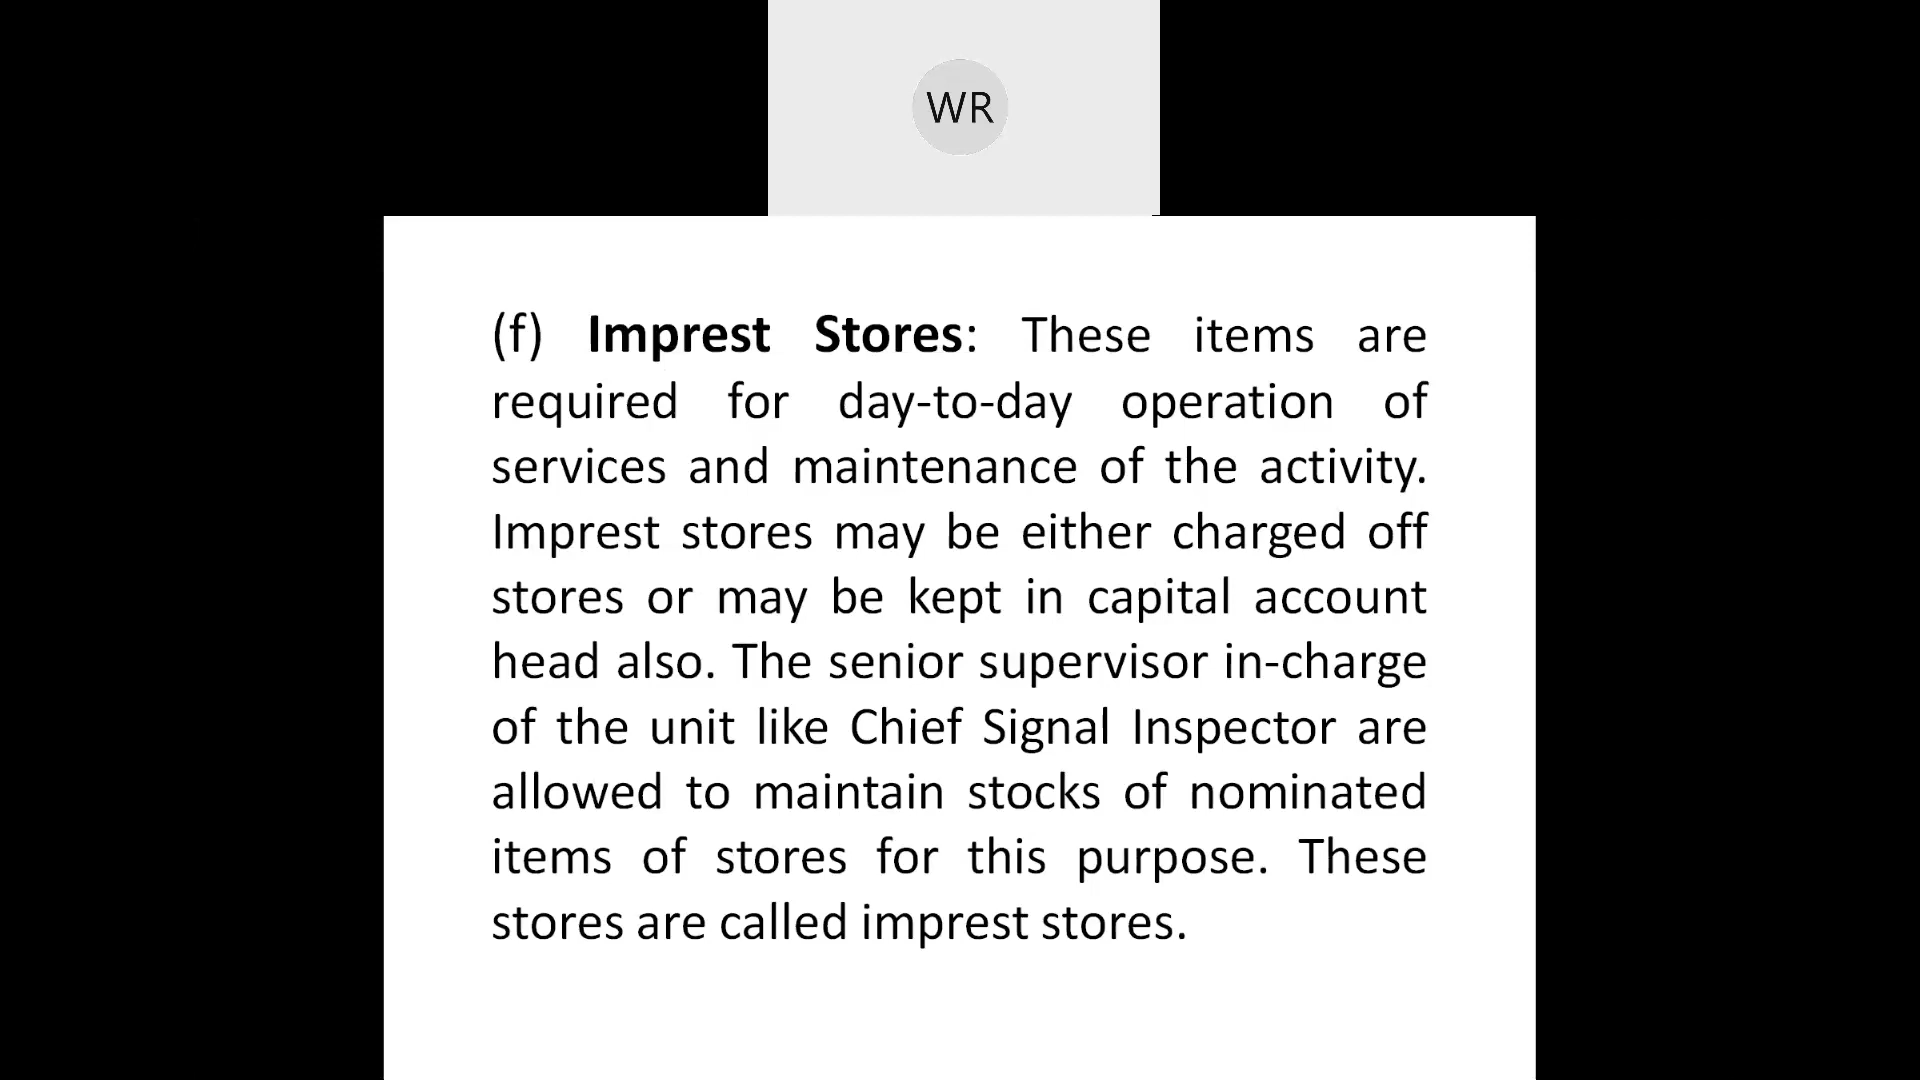 WR
(f) Imprest Stores: These items are
required for day-to-day operation of
services and maintenance of the activity.
Imprest stores may be either charged off
stores or may be kept in capital account
head also. The senior supervisor in-charge
of the unit like Chief Signal Inspector are
allowed to maintain stocks of nominated
items of stores for this purpose. These
stores are called imprest stores.